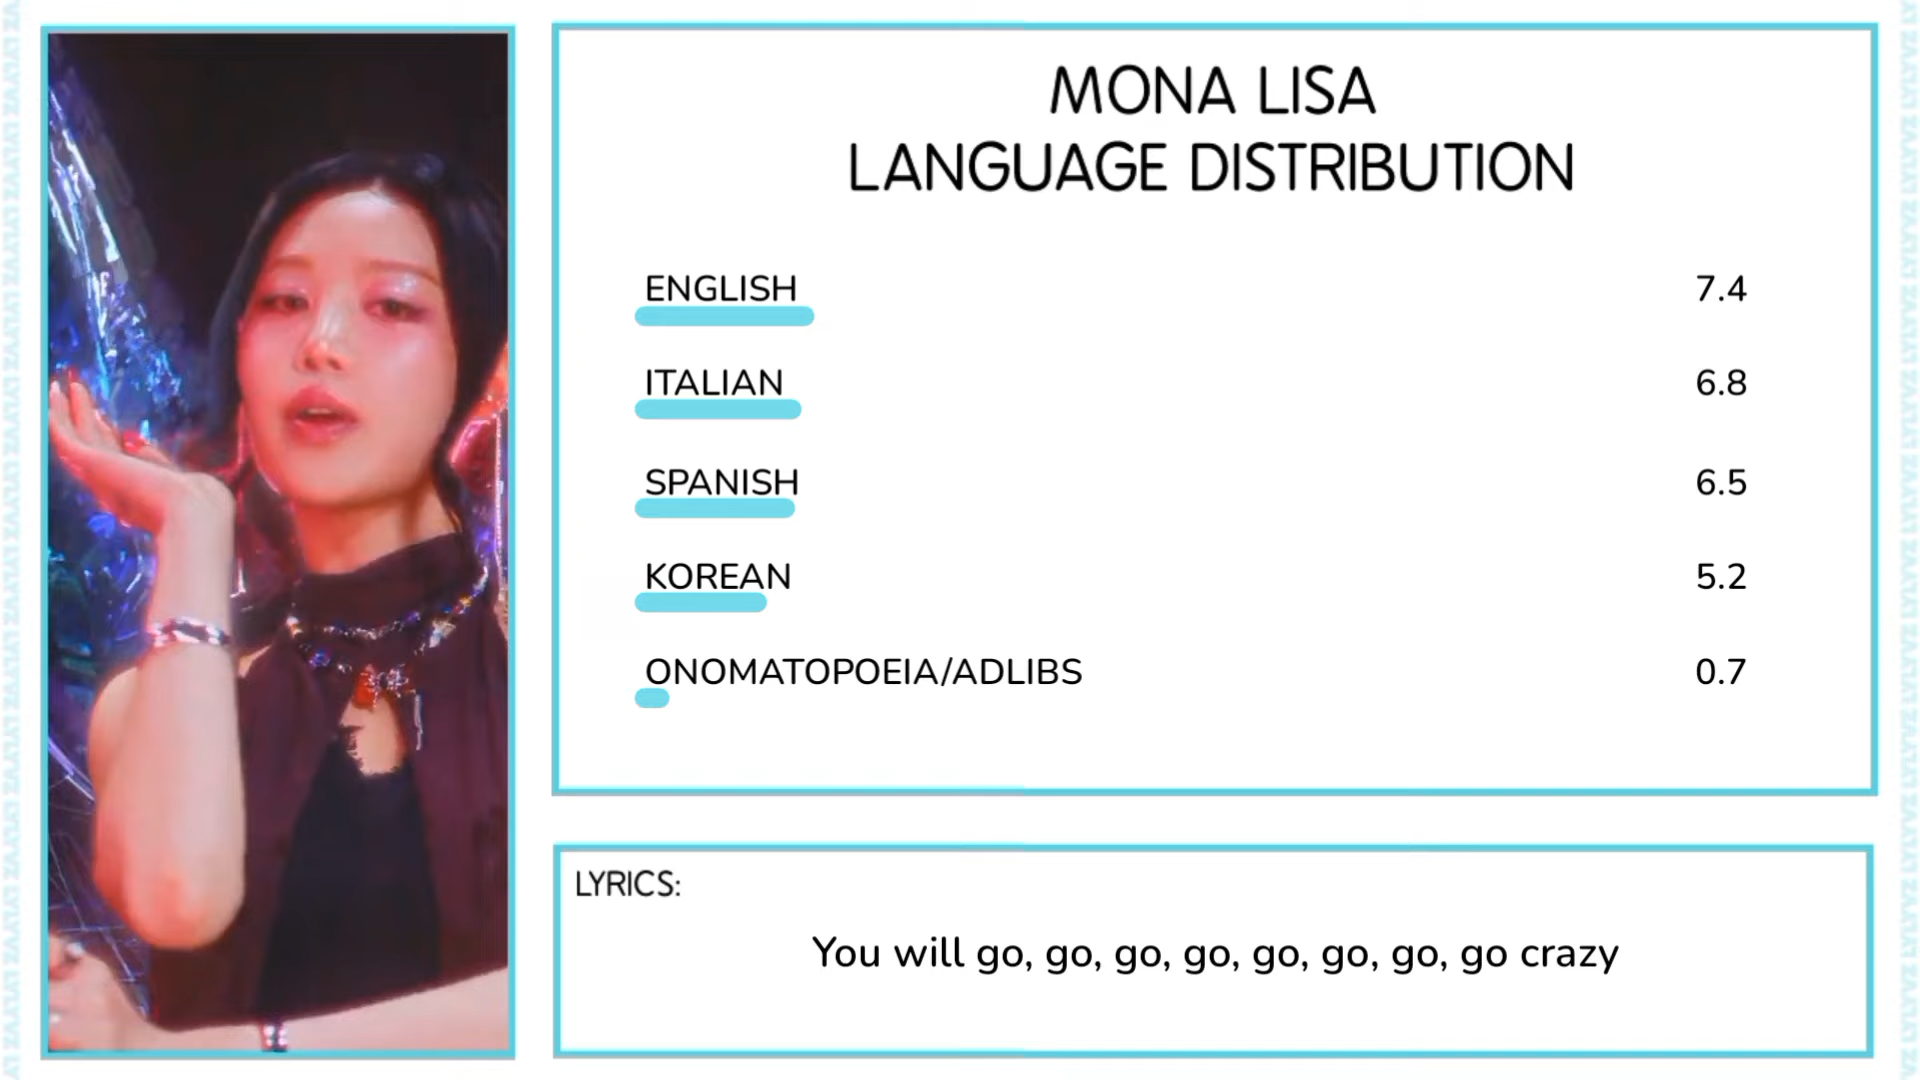 MONA LISA
LANGUAGE DISTRIBUTION
ENGLISH 7.4
ITALIAN 6.8
SPANISH 6.5
KOREAN 5.2
ONOMATOPOEIA/ADLIBS 0.7
LYRICS:
You will go, go, go, go, go, go, go, go crazy